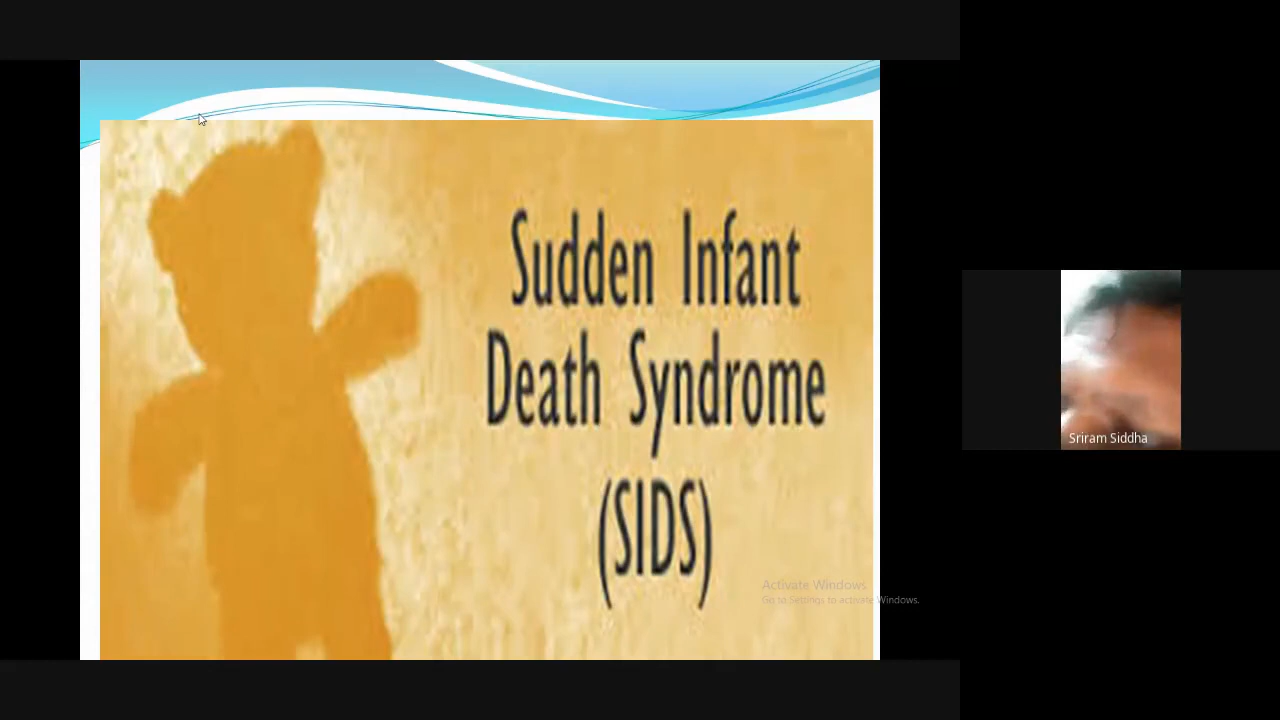 Sudden Infant
Death Syndrome
(SIDS)
Activate Windows
Go to Settings to activate Windows.
Sriram Siddha